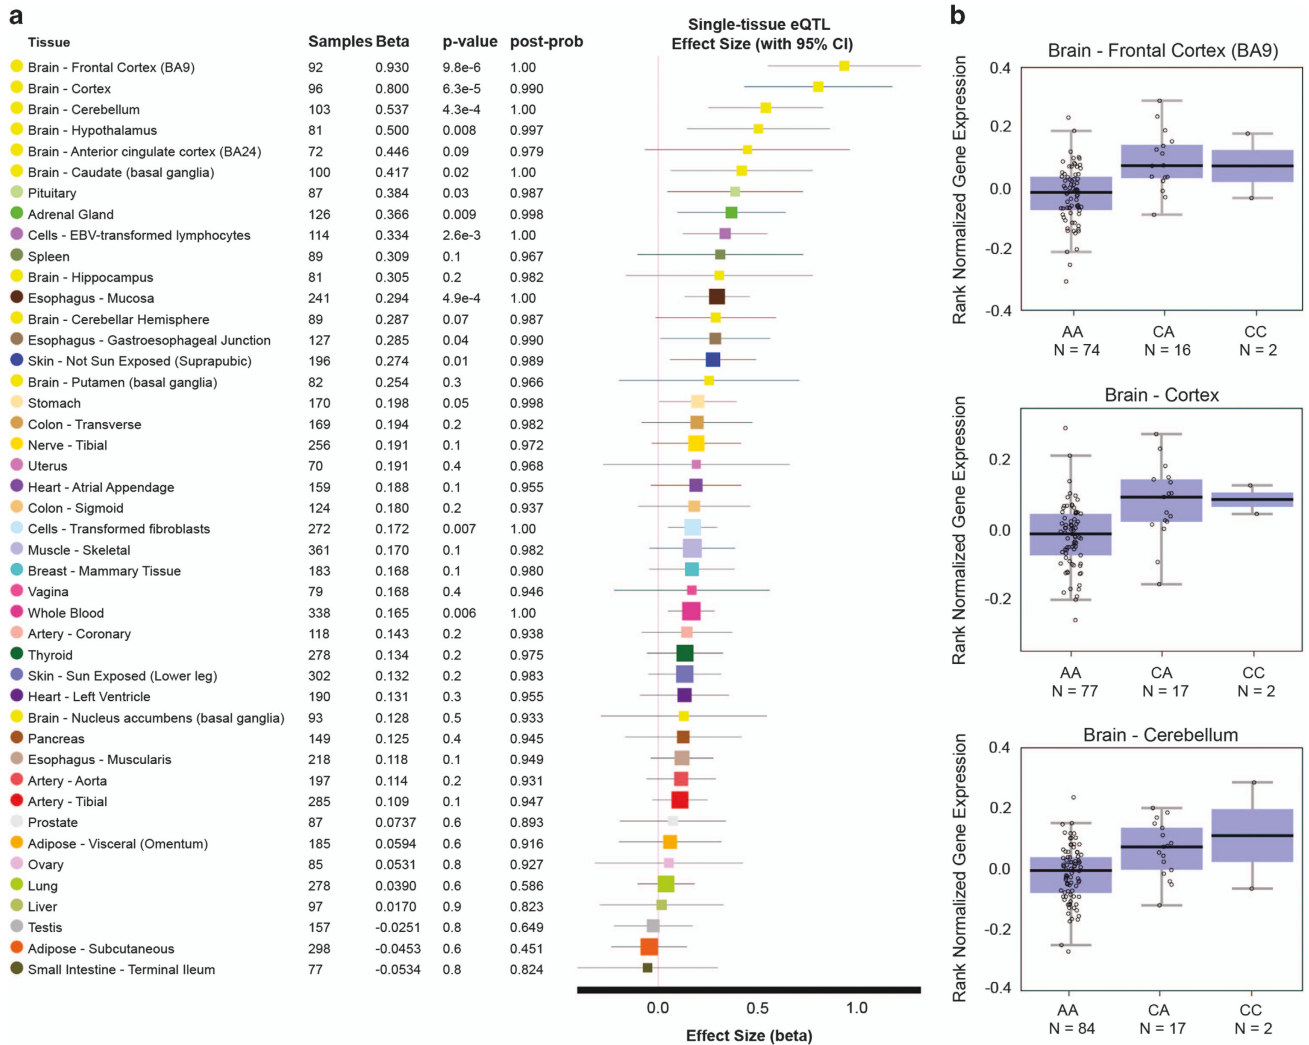 a
Single-tissue eQTL
Effect Size (with 95% CI)
Tissue Samples Beta p-value post-prob
Brain - Frontal Cortex (BA9) 92 0.930 9.8e-6 1.00
Brain - Cortex 96 0.800 6.3e-5 0.990
Brain - Cerebellum 103 0.537 4.3e-4 1.00
Brain - Hypothalamus 81 0.500 0.008 0.997
Brain - Anterior cingulate cortex (BA24) 72 0.446 0.09 0.979
Brain - Caudate (basal ganglia) 100 0.417 0.02 1.00
Pituitary 87 0.384 0.03 0.987
Adrenal Gland 126 0.366 0.009 0.998
Cells - EBV-transformed lymphocytes 114 0.334 2.6e-3 1.00
Spleen 89 0.309 0.1 0.967
Brain - Hippocampus 81 0.305 0.2 0.982
Esophagus - Mucosa 241 0.294 4.9e-4 1.00
Brain - Cerebellar Hemisphere 89 0.287 0.07 0.987
Esophagus - Gastroesophageal Junction 127 0.285 0.04 0.990
Skin - Not Sun Exposed (Suprapubic) 196 0.274 0.01 0.989
Brain - Putamen (basal ganglia) 82 0.254 0.3 0.966
Stomach 170 0.198 0.05 0.998
Colon - Transverse 169 0.194 0.2 0.982
Nerve - Tibial 256 0.191 0.1 0.972
Uterus 70 0.191 0.4 0.968
Heart - Atrial Appendage 159 0.188 0.1 0.955
Colon - Sigmoid 124 0.180 0.2 0.937
Cells - Transformed fibroblasts 272 0.172 0.007 1.00
Muscle - Skeletal 361 0.170 0.1 0.982
Breast - Mammary Tissue 183 0.168 0.1 0.980
Vagina 79 0.168 0.4 0.946
Whole Blood 338 0.165 0.006 1.00
Artery - Coronary 118 0.143 0.2 0.938
Thyroid 278 0.134 0.2 0.975
Skin - Sun Exposed (Lower leg) 302 0.132 0.2 0.983
Heart - Left Ventricle 190 0.131 0.3 0.955
Brain - Nucleus accumbens (basal ganglia) 93 0.128 0.5 0.933
Pancreas 149 0.125 0.4 0.945
Esophagus - Muscularis 218 0.118 0.1 0.949
Artery - Aorta 197 0.114 0.2 0.931
Artery - Tibial 285 0.109 0.1 0.947
Prostate 87 0.0737 0.6 0.893
Adipose - Visceral (Omentum) 185 0.0594 0.6 0.916
Ovary 85 0.0531 0.8 0.927
Lung 278 0.0390 0.6 0.586
Liver 97 0.0170 0.9 0.823
Testis 157 -0.0251 0.8 0.649
Adipose - Subcutaneous 298 -0.0453 0.6 0.451
Small Intestine - Terminal Ileum 77 -0.0534 0.8 0.824
0.0 0.5 1.0
Effect Size (beta)
b
Brain - Frontal Cortex (BA9)
Rank Normalized Gene Expression
0.4
0.2
0.0
-0.2
-0.4
AA CA CC
N = 74 N = 16 N = 2
Brain - Cortex
Rank Normalized Gene Expression
0.2
0.0
-0.2
AA CA CC
N = 77 N = 17 N = 2
Brain - Cerebellum
Rank Normalized Gene Expression
0.4
0.2
0.0
-0.2
-0.4
AA CA CC
N = 84 N = 17 N = 2